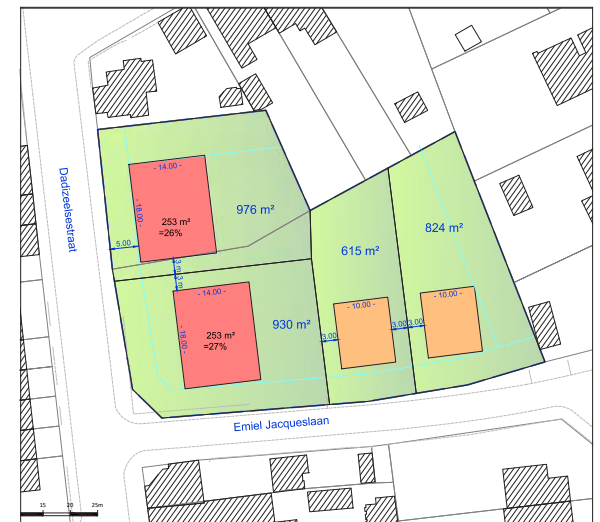 - 14.00 -
- 18.00 -
976 m²
253 m²
=26%
5.00
Dadizeelsestraat
824 m²
615 m²
3 m
3 m
- 14.00 -
- 18.00 -
253 m²
=27%
930 m²
- 10.00 -
- 10.00 -
3.00
3.00
3.00
Emiel Jacqueslaan
15
20
25m